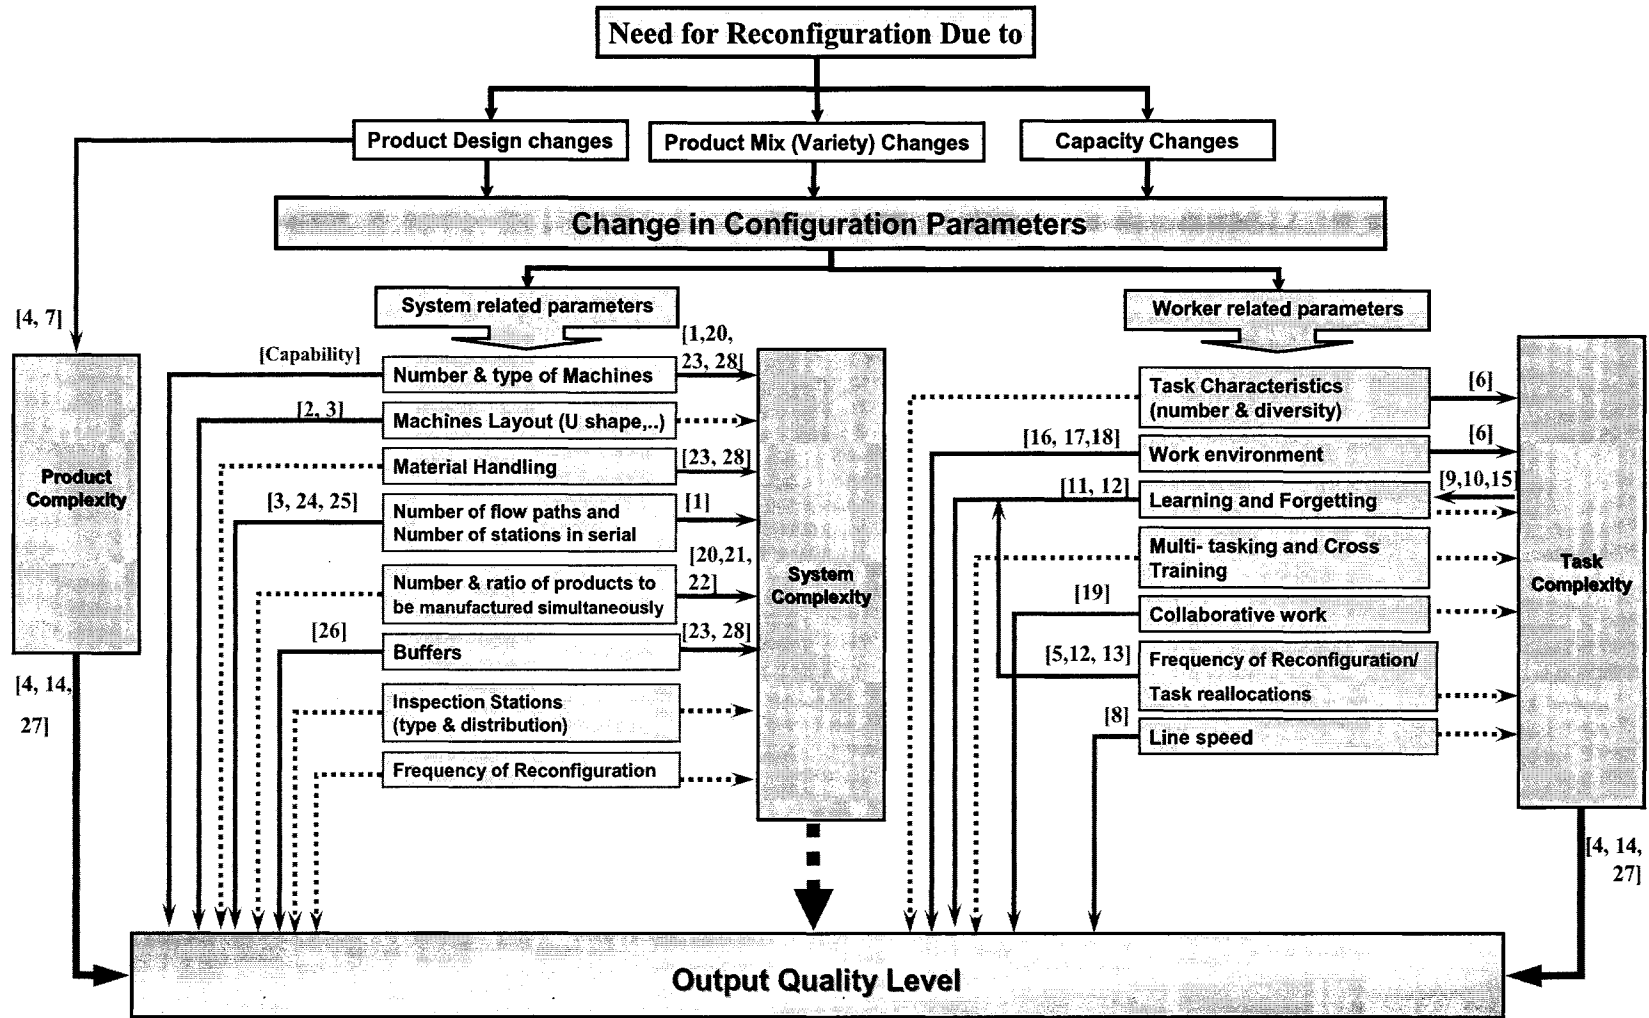 Need for Reconfiguration Due to
Product Design changes
Product Mix (Variety) Changes
Capacity Changes
Change in Configuration Parameters
System related parameters
Worker related parameters
[4, 7]
Product
Complexity
[4, 14,
27]
[Capability]
Number & type of Machines
[1,20,
23, 28]
[2, 3]
Machines Layout (U shape,..)
Material Handling
[23, 28]
[3, 24, 25]
Number of flow paths and
Number of stations in serial
[1]
Number & ratio of products to
be manufactured simultaneously
[20,21,
22]
[26]
Buffers
[23, 28]
Inspection Stations
(type & distribution)
Frequency of Reconfiguration
System
Complexity
Task Characteristics
(number & diversity)
[6]
[16, 17,18]
Work environment
[6]
[11, 12]
Learning and Forgetting
[9,10,15]
Multi- tasking and Cross
Training
[19]
Collaborative work
[5,12, 13]
Frequency of Reconfiguration/
Task reallocations
[8]
Line speed
Task
Complexity
[4, 14,
27]
Output Quality Level